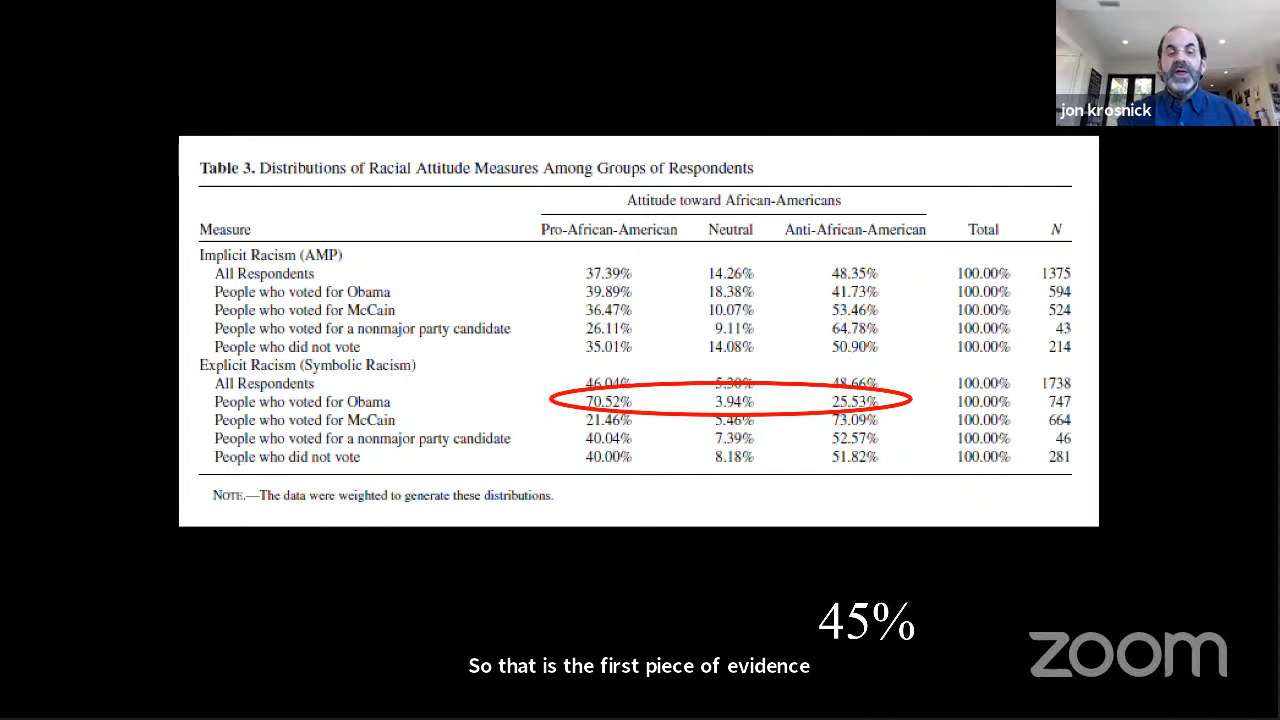 jon krosnick
Table 3. Distributions of Racial Attitude Measures Among Groups of Respondents
Attitude toward African-Americans
Measure Pro-African-American Neutral Anti-African-American Total N
Implicit Racism (AMP)
All Respondents 37.39% 14.26% 48.35% 100.00% 1375
People who voted for Obama 39.89% 18.38% 41.73% 100.00% 594
People who voted for McCain 36.47% 10.07% 53.46% 100.00% 524
People who voted for a nonmajor party candidate 26.11% 9.11% 64.78% 100.00% 43
People who did not vote 35.01% 14.08% 50.90% 100.00% 214
Explicit Racism (Symbolic Racism)
All Respondents 46.04% 5.30% 48.66% 100.00% 1738
People who voted for Obama 70.52% 3.94% 25.53% 100.00% 747
People who voted for McCain 21.46% 5.46% 73.09% 100.00% 664
People who voted for a nonmajor party candidate 40.04% 7.39% 52.57% 100.00% 46
People who did not vote 40.00% 8.18% 51.82% 100.00% 281
NOTE.—The data were weighted to generate these distributions.
45%
So that is the first piece of evidence
zoom